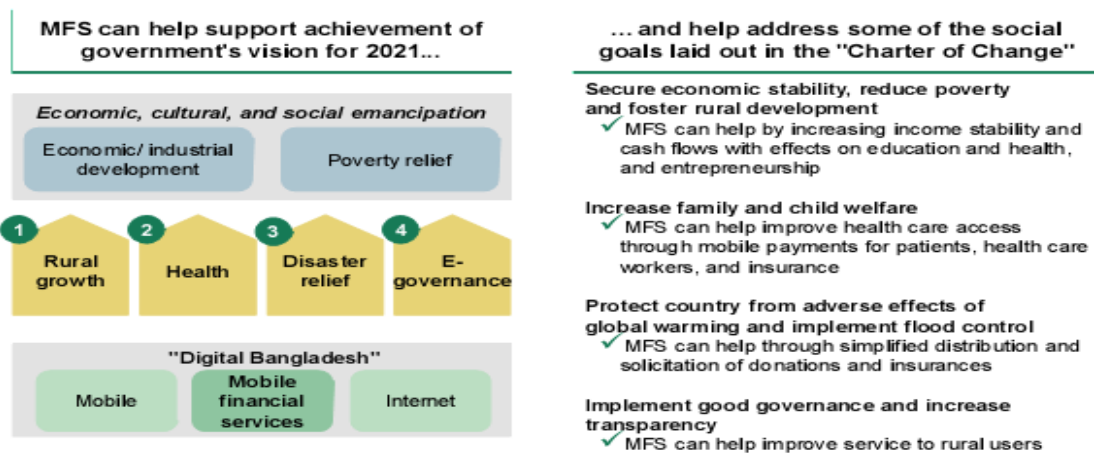 MFS can help support achievement of
government's vision for 2021...
Economic, cultural, and social emancipation
Economic/ industrial
development
Poverty relief
1
Rural
growth
2
Health
3
Disaster
relief
4
E-
governance
"Digital Bangladesh"
Mobile
Mobile
financial
services
Internet
... and help address some of the social
goals laid out in the "Charter of Change"
Secure economic stability, reduce poverty
and foster rural development
✓ MFS can help by increasing income stability and
cash flows with effects on education and health,
and entrepreneurship
Increase family and child welfare
✓ MFS can help improve health care access
through mobile payments for patients, health care
workers, and insurance
Protect country from adverse effects of
global warming and implement flood control
✓ MFS can help through simplified distribution and
solicitation of donations and insurances
Implement good governance and increase
transparency
✓ MFS can help improve service to rural users